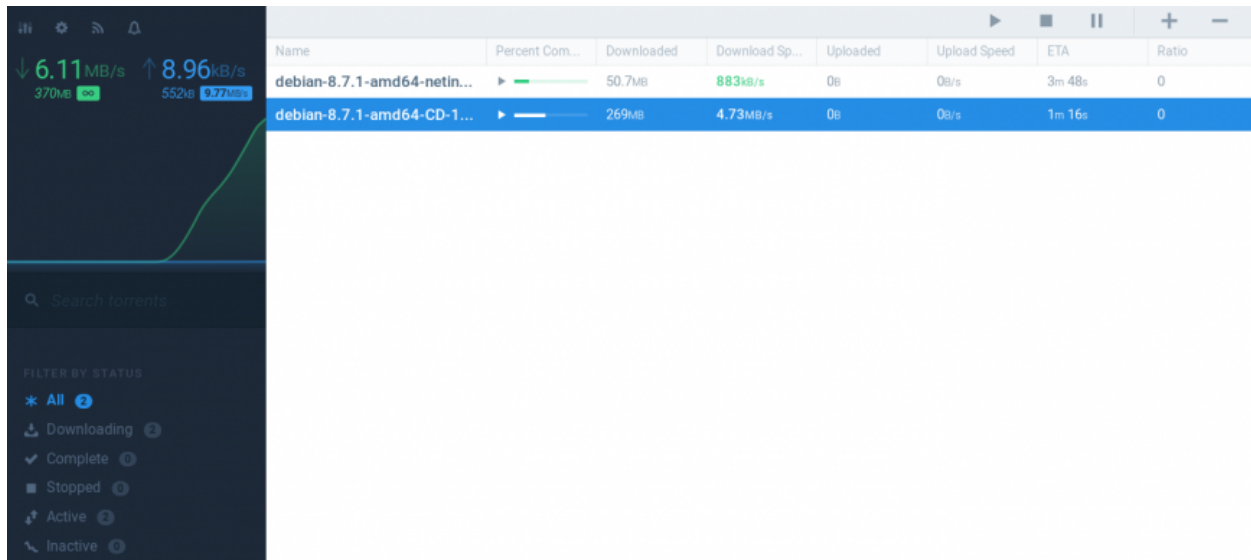 6.11MB/s 8.96kB/s
370MB ∞ 552kB 9.77MB/s
Search torrents
FILTER BY STATUS
All 2
Downloading 2
Complete 0
Stopped 0
Active 2
Inactive 0
Name Percent Com... Downloaded Download Sp... Uploaded Upload Speed ETA Ratio
debian-8.7.1-amd64-netin... 50.7MB 883kB/s 0B 0B/s 3m 48s 0
debian-8.7.1-amd64-CD-1... 269MB 4.73MB/s 0B 0B/s 1m 16s 0